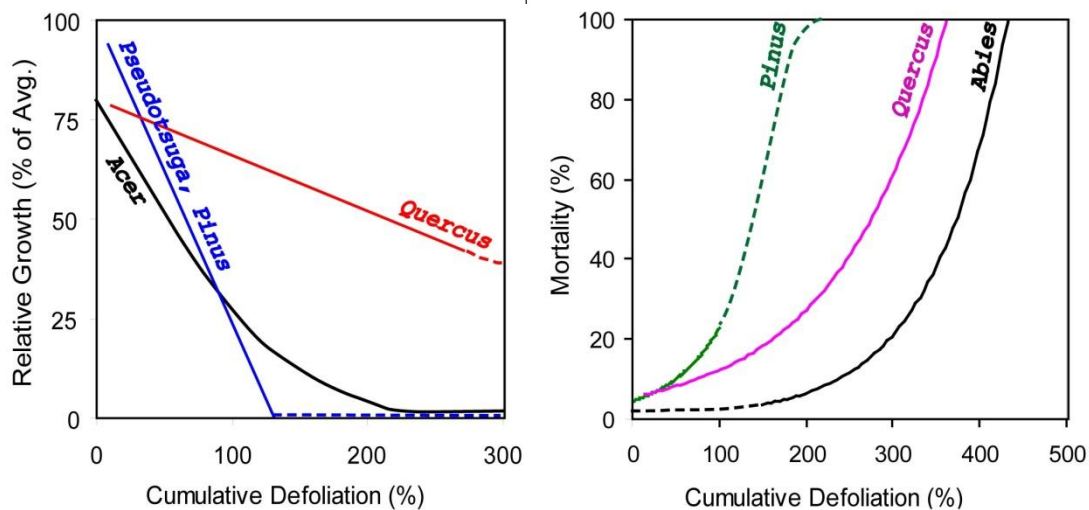 Relative Growth (% of Avg.)
100
75
50
25
0
Pseudotsuga, Pinus
Acer
Quercus
0 100 200 300
Cumulative Defoliation (%)
Mortality (%)
100
80
60
40
20
0
Pinus
Quercus
Abies
0 100 200 300 400 500
Cumulative Defoliation (%)